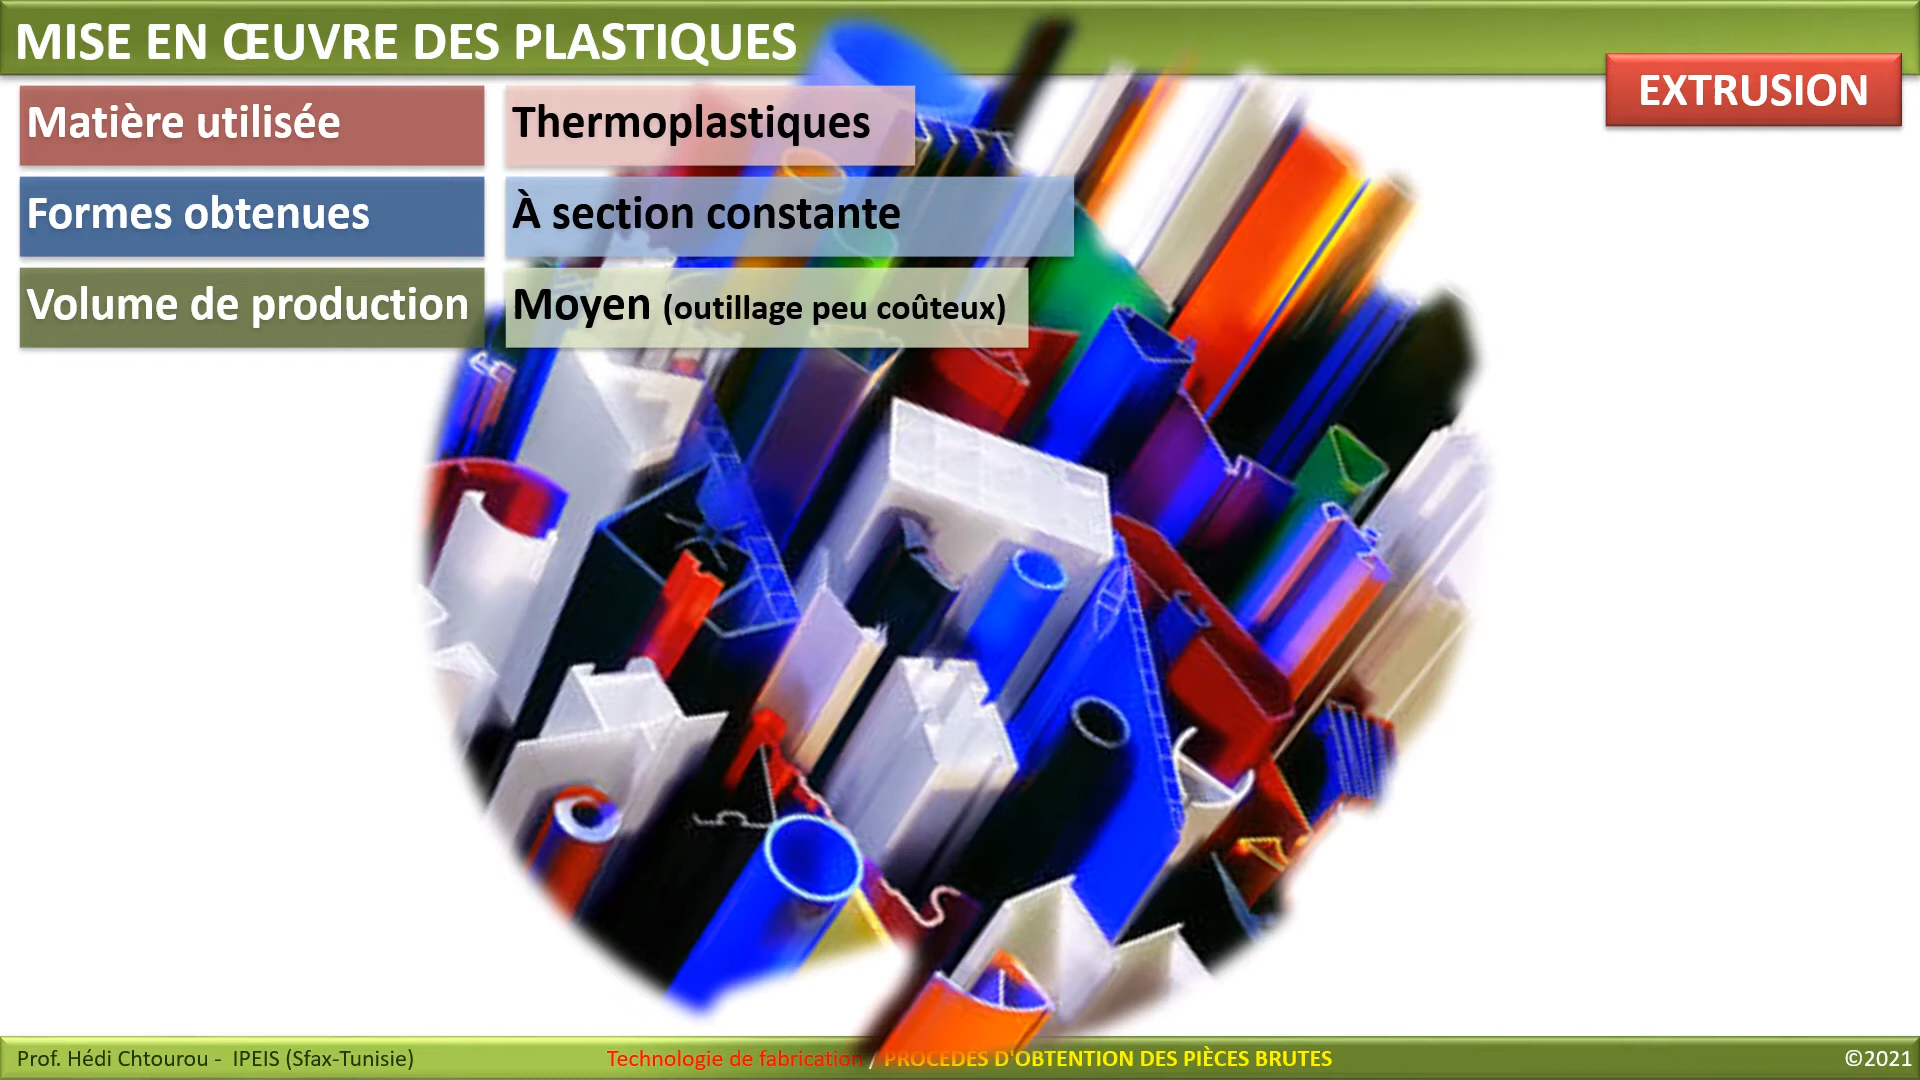 MISE EN ŒUVRE DES PLASTIQUES
EXTRUSION
Matière utilisée
Thermoplastiques
Formes obtenues
À section constante
Volume de production
Moyen (outillage peu coûteux)
Prof. Hédi Chtourou - IPEIS (Sfax-Tunisie)
Technologie de fabrication / PROCÉDÉS D'OBTENTION DES PIÈCES BRUTES
©2021